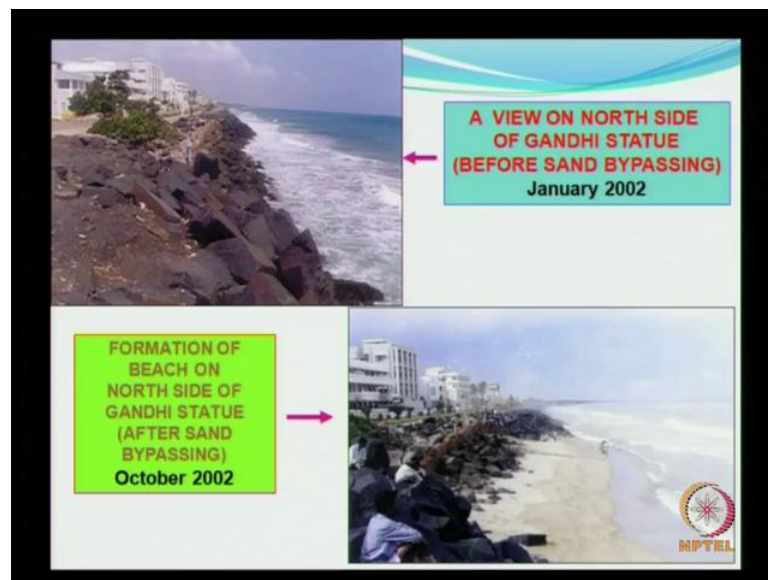 A VIEW ON NORTH SIDE
OF GANDHI STATUE
(BEFORE SAND BYPASSING)
January 2002
FORMATION OF
BEACH ON
NORTH SIDE OF
GANDHI STATUE
(AFTER SAND
BYPASSING)
October 2002
NPTEL